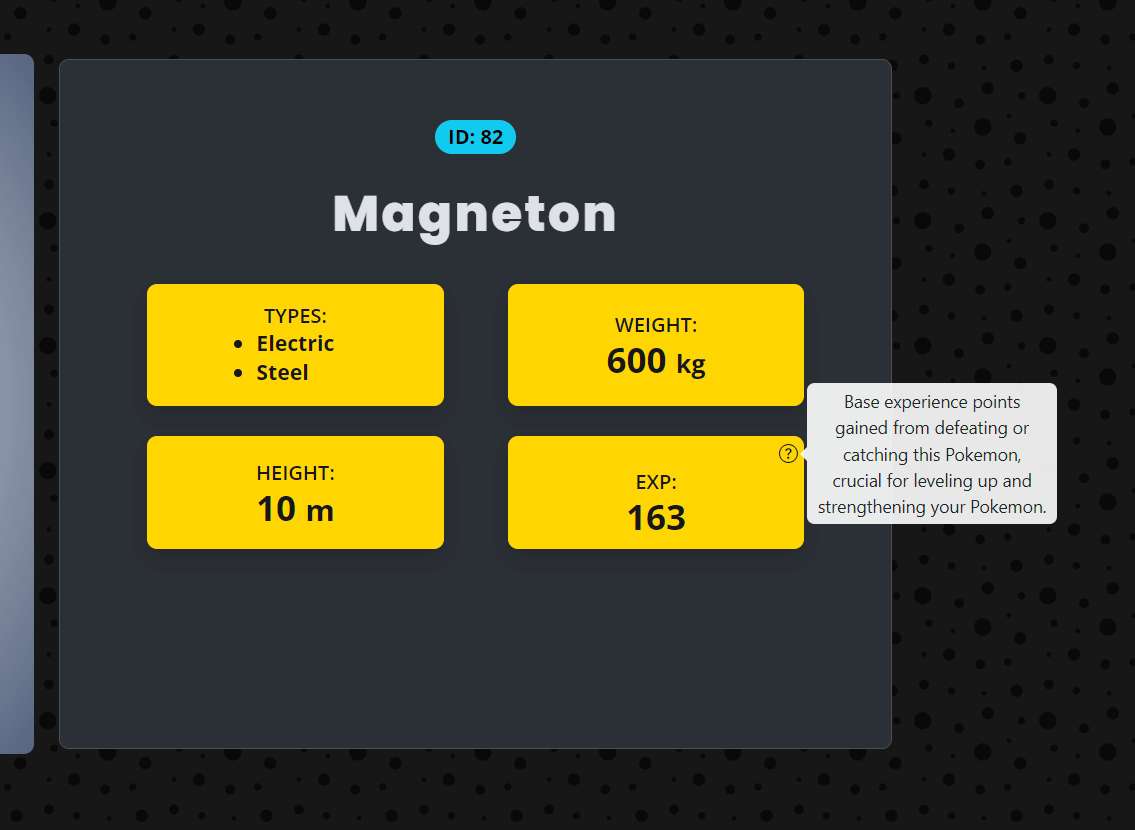 ID: 82
Magneton
TYPES:
Electric
Steel
WEIGHT:
600 kg
HEIGHT:
10 m
EXP:
163
?
Base experience points
gained from defeating or
catching this Pokemon,
crucial for leveling up and
strengthening your Pokemon.